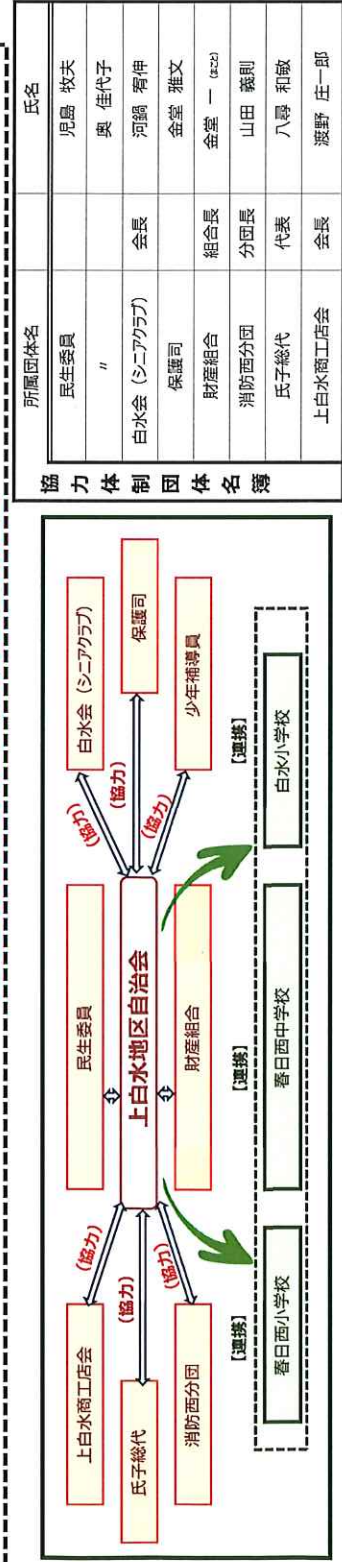 上白水商工店会
民生委員
白水会（シニアクラブ）
(協力)
(協力)
氏子総代
(協力)
上白水地区自治会
(協力)
保護司
消防西分団
(協力)
財産組合
(協力)
少年補導員
【連携】
【連携】
【連携】
春日西小学校
春日西中学校
白水小学校
協力体制団体名簿
所属団体名 氏名
民生委員 児島 牧夫
〃 奥 佳代子
白水会（シニアクラブ） 会長 河鍋 宥伸
保護司 金堂 雅文
財産組合 組合長 金堂 一 (まこと)
消防西分団 分団長 山田 義則
氏子総代 代表 八尋 和敏
上白水商工店会 会長 渡野 庄一郎